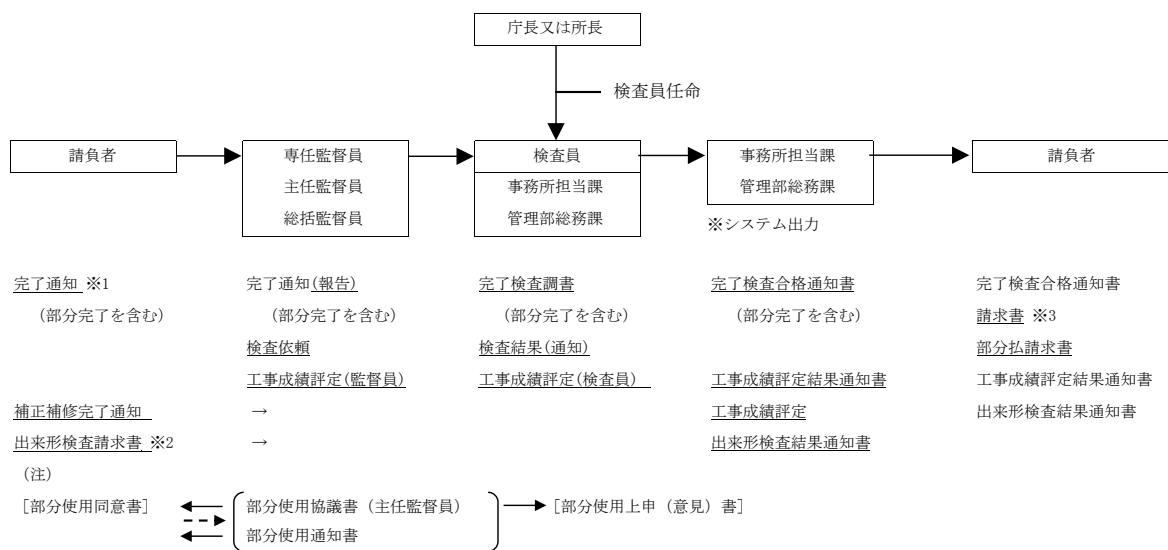 庁長又は所長
検査員任命
請負者
専任監督員
主任監督員
総括監督員
検査員
事務所担当課
管理部総務課
事務所担当課
管理部総務課
※システム出力
請負者
完了通知 ※1
（部分完了を含む）
補正補修完了通知
出来形検査請求書 ※2
（注）
完了通知(報告)
（部分完了を含む）
検査依頼
工事成績評定(監督員)
→
→
完了検査調書
（部分完了を含む）
検査結果(通知)
工事成績評定(検査員)
完了検査合格通知書
（部分完了を含む）
工事成績評定結果通知書
工事成績評定
出来形検査結果通知書
完了検査合格通知書
請求書 ※3
部分払請求書
工事成績評定結果通知書
出来形検査結果通知書
［部分使用同意書］
部分使用協議書（主任監督員）
部分使用通知書
［部分使用上申（意見）書］